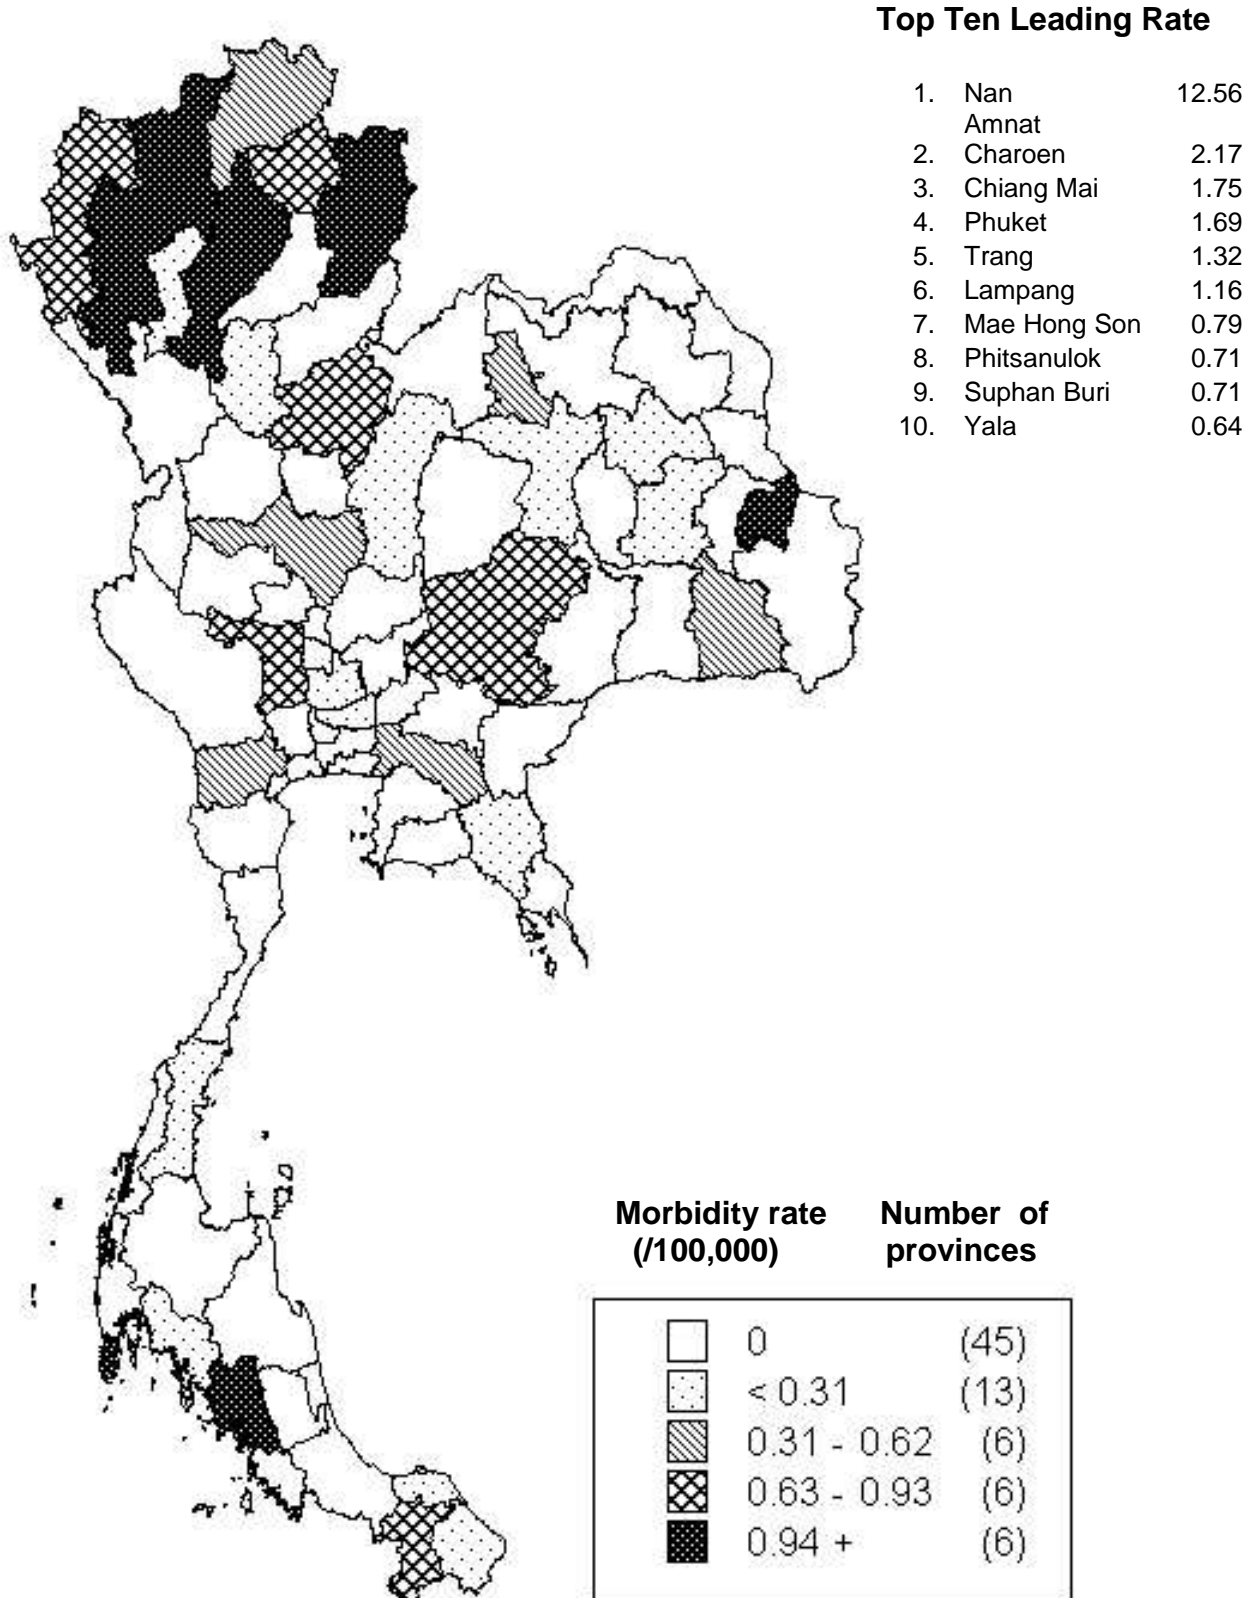 Top Ten Leading Rate
1. Nan 12.56
Amnat
2. Charoen 2.17
3. Chiang Mai 1.75
4. Phuket 1.69
5. Trang 1.32
6. Lampang 1.16
7. Mae Hong Son 0.79
8. Phitsanulok 0.71
9. Suphan Buri 0.71
10. Yala 0.64
Morbidity rate Number of
(/100,000) provinces
0 (45)
< 0.31 (13)
0.31 - 0.62 (6)
0.63 - 0.93 (6)
0.94 + (6)